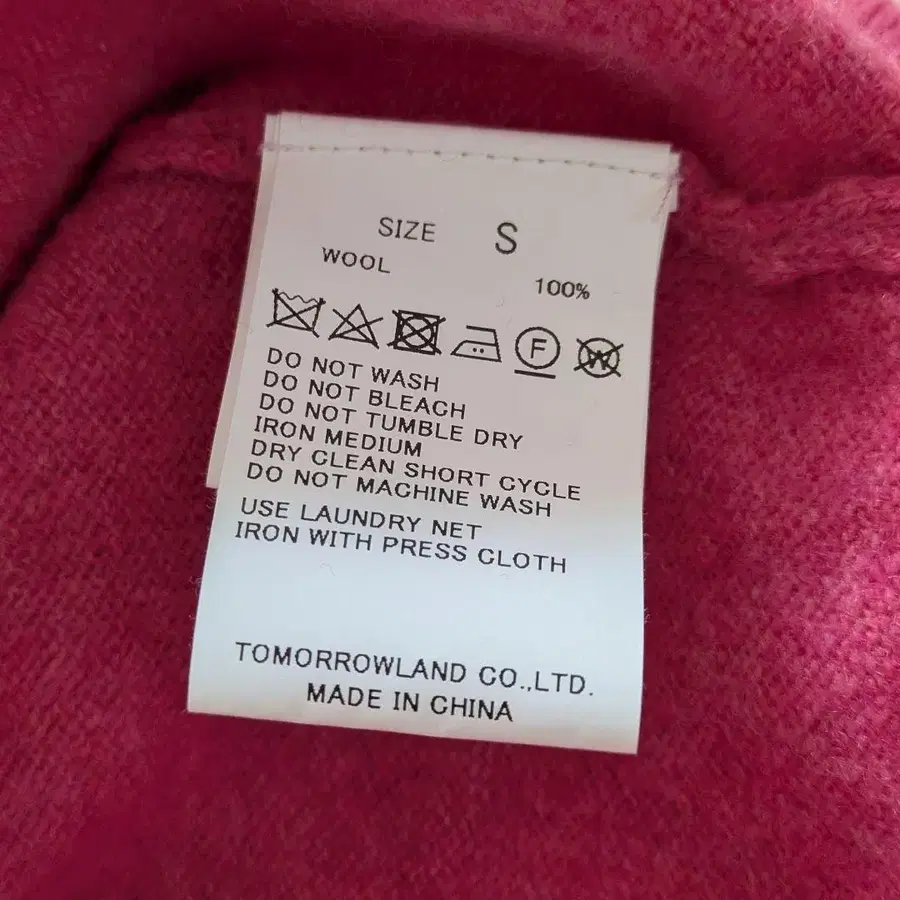 SIZE S
WOOL 100%
F W
DO NOT WASH
DO NOT BLEACH
DO NOT TUMBLE DRY
IRON MEDIUM
DRY CLEAN SHORT CYCLE
DO NOT MACHINE WASH
USE LAUNDRY NET
IRON WITH PRESS CLOTH
TOMORROWLAND CO.,LTD.
MADE IN CHINA